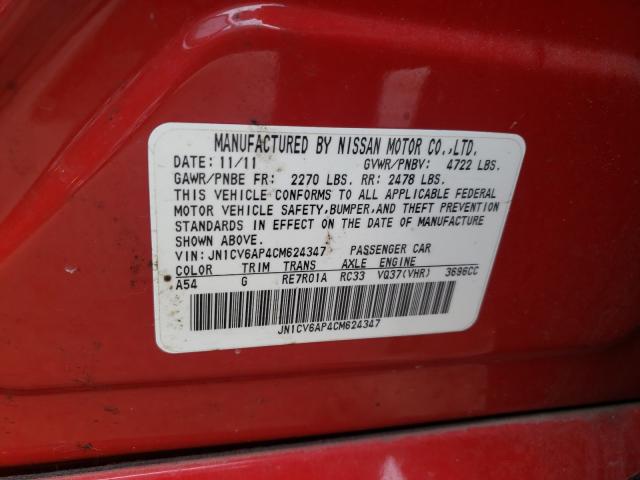 MANUFACTURED BY NISSAN MOTOR CO.,LTD.
DATE: 11/11 GVWR/PNBV: 4722 LBS.
GAWR/PNBE FR: 2270 LBS. RR: 2478 LBS.
THIS VEHICLE CONFORMS TO ALL APPLICABLE FEDERAL
MOTOR VEHICLE SAFETY,BUMPER,AND THEFT PREVENTION
STANDARDS IN EFFECT ON THE DATE OF MANUFACTURE
SHOWN ABOVE.
VIN: JN1CV6AP4CM624347 PASSENGER CAR
COLOR TRIM TRANS AXLE ENGINE
A54 G RE7R01A RC33 VQ37(VHR) 3696CC
JN1CV6AP4CM624347